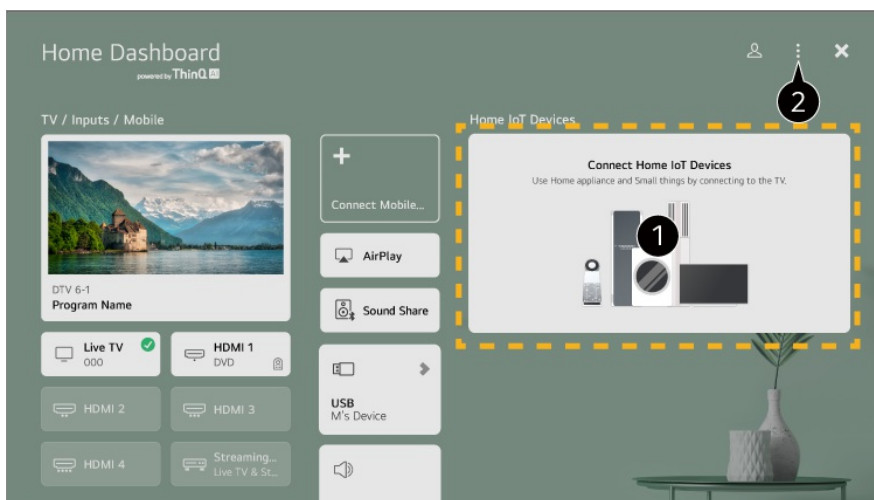 Home Dashboard
powered by ThinQ AI
2
TV / Inputs / Mobile
Home IoT Devices
DTV 6-1
Program Name
Live TV
000
HDMI 1
DVD
HDMI 2
HDMI 3
HDMI 4
Streaming...
Live TV & St...
+
Connect Mobile...
AirPlay
Sound Share
USB
M's Device
Connect Home IoT Devices
Use Home appliance and Small things by connecting to the TV.
1